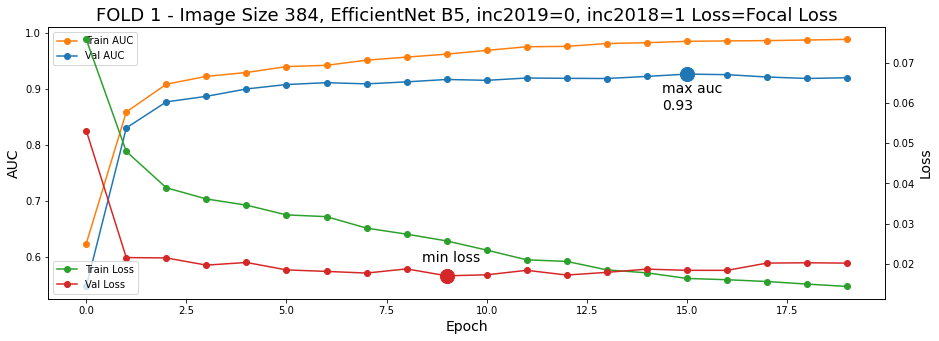 FOLD 1 - Image Size 384, EfficientNet B5, inc2019=0, inc2018=1 Loss=Focal Loss
Train AUC
Val AUC
max auc
0.93
min loss
Train Loss
Val Loss
1.0
0.9
0.8
0.7
0.6
AUC
0.07
0.06
0.05
0.04
0.03
0.02
Loss
0.0 2.5 5.0 7.5 10.0 12.5 15.0 17.5
Epoch